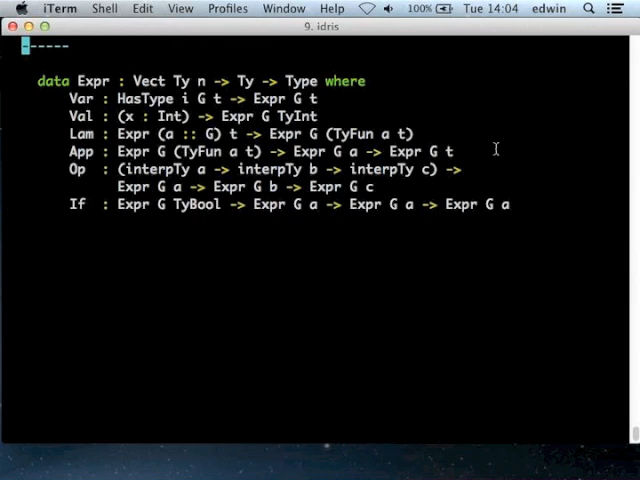 iTerm Shell Edit View Profiles Window Help 100% Tue 14:04 edwin
9. idris
------
data Expr : Vect Ty n -> Ty -> Type where
Var : HasType i G t -> Expr G t
Val : (x : Int) -> Expr G TyInt
Lam : Expr (a :: G) t -> Expr G (TyFun a t)
App : Expr G (TyFun a t) -> Expr G a -> Expr G t
Op : (interpTy a -> interpTy b -> interpTy c) ->
Expr G a -> Expr G b -> Expr G c
If : Expr G TyBool -> Expr G a -> Expr G a -> Expr G a